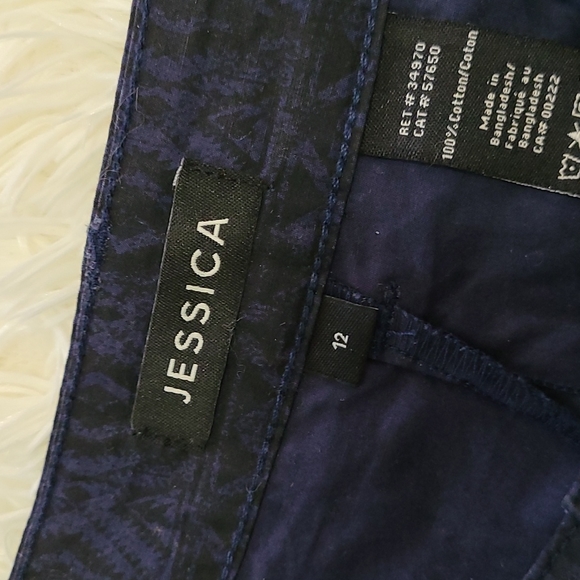 JESSICA
12
RET# 34970
CAT# 57650
100% Cotton/Coton
Made in
Bangladesh/
Fabriqué au
Bangladesh
CA# 00222